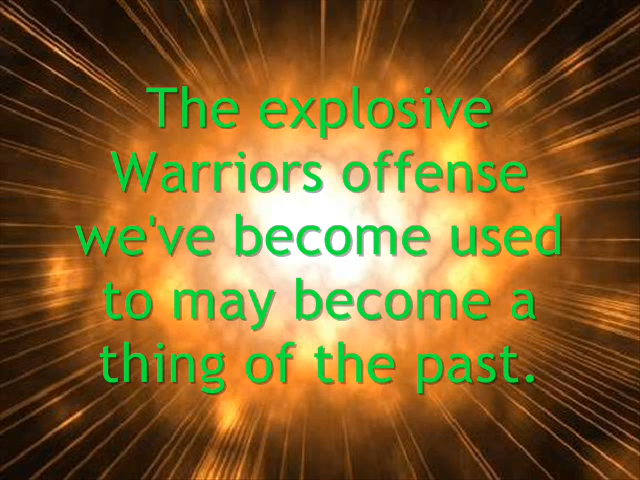 The explosive
Warriors offense
we've become used
to may become a
thing of the past.